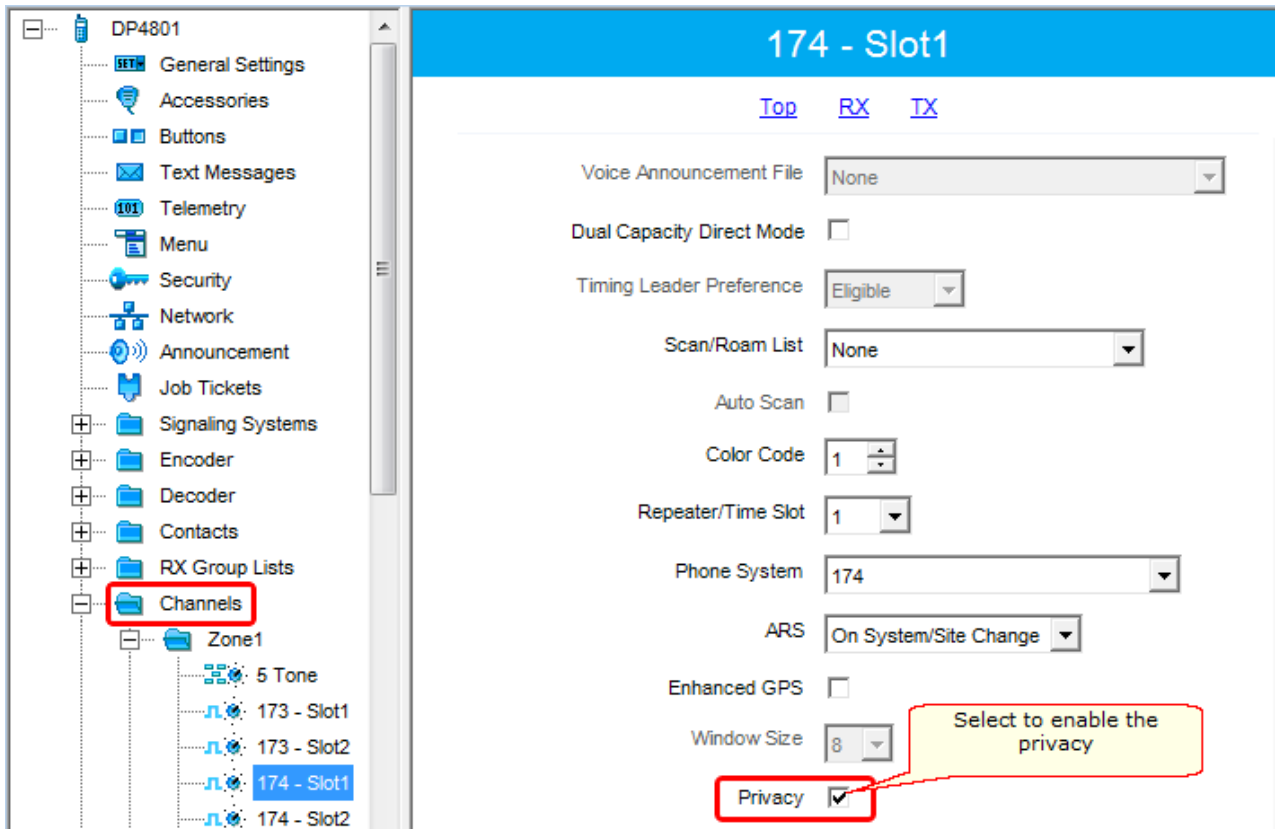 DP4801
SET
General Settings
Accessories
Buttons
Text Messages
101
Telemetry
Menu
Security
Network
Announcement
Job Tickets
Signaling Systems
Encoder
Decoder
Contacts
RX Group Lists
Channels
Zone1
5 Tone
173 - Slot1
173 - Slot2
174 - Slot1
174 - Slot2
174 - Slot1
Top RX TX
Voice Announcement File None
Dual Capacity Direct Mode
Timing Leader Preference Eligible
Scan/Roam List None
Auto Scan
Color Code 1
Repeater/Time Slot 1
Phone System 174
ARS On System/Site Change
Enhanced GPS
Window Size 8
Select to enable the
privacy
Privacy